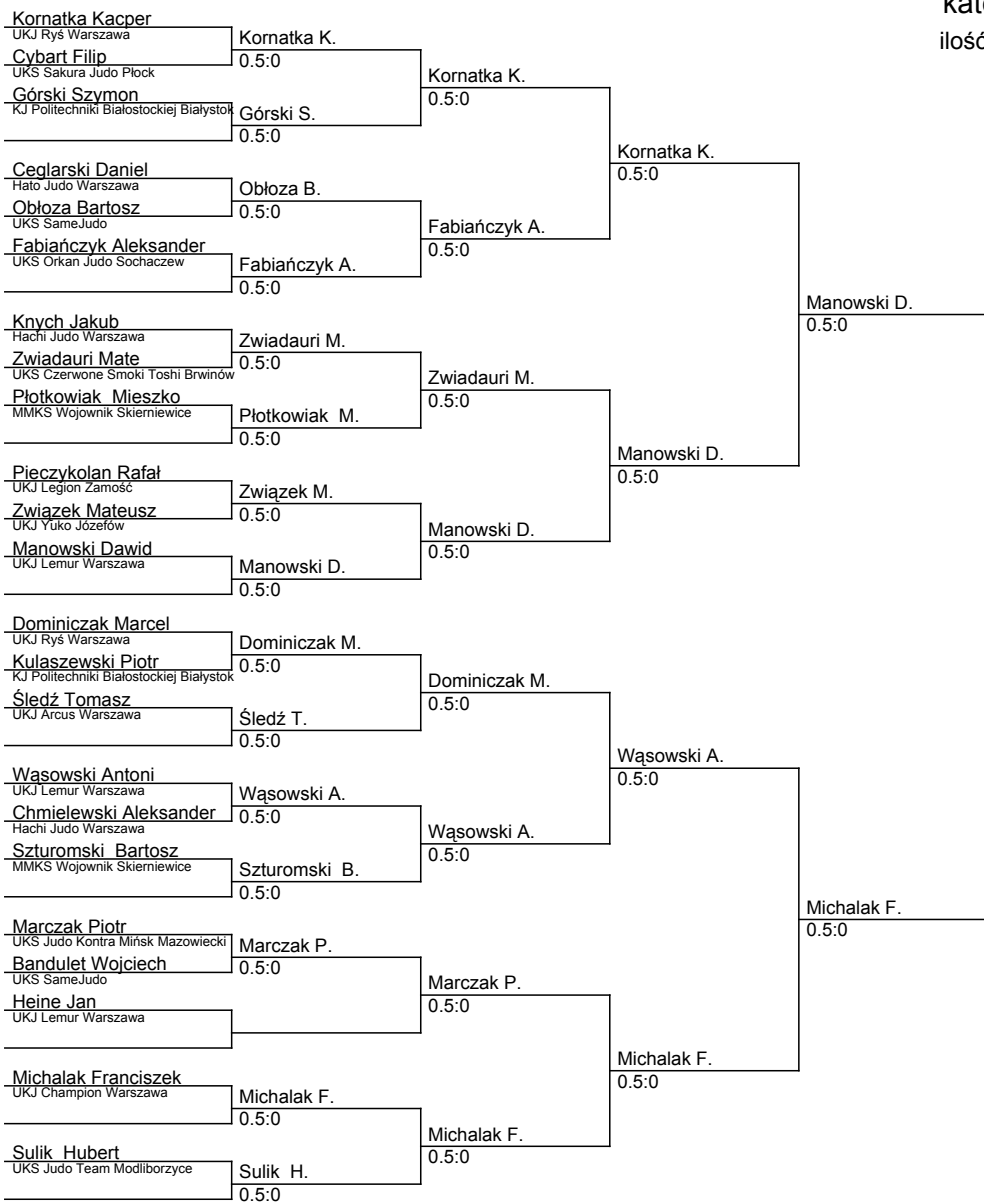 kat
ilość
Kornatka Kacper
UKJ Ryś Warszawa
Cybart Filip
UKS Sakura Judo Płock
Górski Szymon
KJ Politechniki Białostockiej Białystok
Ceglarski Daniel
Hato Judo Warszawa
Obłoza Bartosz
UKS SameJudo
Fabiańczyk Aleksander
UKS Orkan Judo Sochaczew
Knych Jakub
Hachi Judo Warszawa
Zwiadauri Mate
UKS Czerwone Smoki Toshi Brwinów
Płotkowiak Mieszko
MMKS Wojownik Skierniewice
Pieczykolan Rafał
UKJ Legion Zamość
Związek Mateusz
UKJ Yuko Józefów
Manowski Dawid
UKJ Lemur Warszawa
Dominiczak Marcel
UKJ Ryś Warszawa
Kulaszewski Piotr
KJ Politechniki Białostockiej Białystok
Śledź Tomasz
UKJ Arcus Warszawa
Wąsowski Antoni
UKJ Lemur Warszawa
Chmielewski Aleksander
Hachi Judo Warszawa
Szturomski Bartosz
MMKS Wojownik Skierniewice
Marczak Piotr
UKS Judo Kontra Mińsk Mazowiecki
Bandulet Wojciech
UKS SameJudo
Heine Jan
UKJ Lemur Warszawa
Michalak Franciszek
UKJ Champion Warszawa
Sulik Hubert
UKS Judo Team Modliborzyce
Kornatka K.
0.5:0
Górski S.
0.5:0
Obłoza B.
0.5:0
Fabiańczyk A.
0.5:0
Zwiadauri M.
0.5:0
Płotkowiak M.
0.5:0
Związek M.
0.5:0
Manowski D.
0.5:0
Dominiczak M.
0.5:0
Śledź T.
0.5:0
Wąsowski A.
0.5:0
Szturomski B.
0.5:0
Marczak P.
0.5:0
Michalak F.
0.5:0
Sulik H.
0.5:0
Kornatka K.
0.5:0
Fabiańczyk A.
0.5:0
Zwiadauri M.
0.5:0
Manowski D.
0.5:0
Dominiczak M.
0.5:0
Wąsowski A.
0.5:0
Marczak P.
0.5:0
Michalak F.
0.5:0
Kornatka K.
0.5:0
Manowski D.
0.5:0
Wąsowski A.
0.5:0
Michalak F.
0.5:0
Manowski D.
0.5:0
Michalak F.
0.5:0